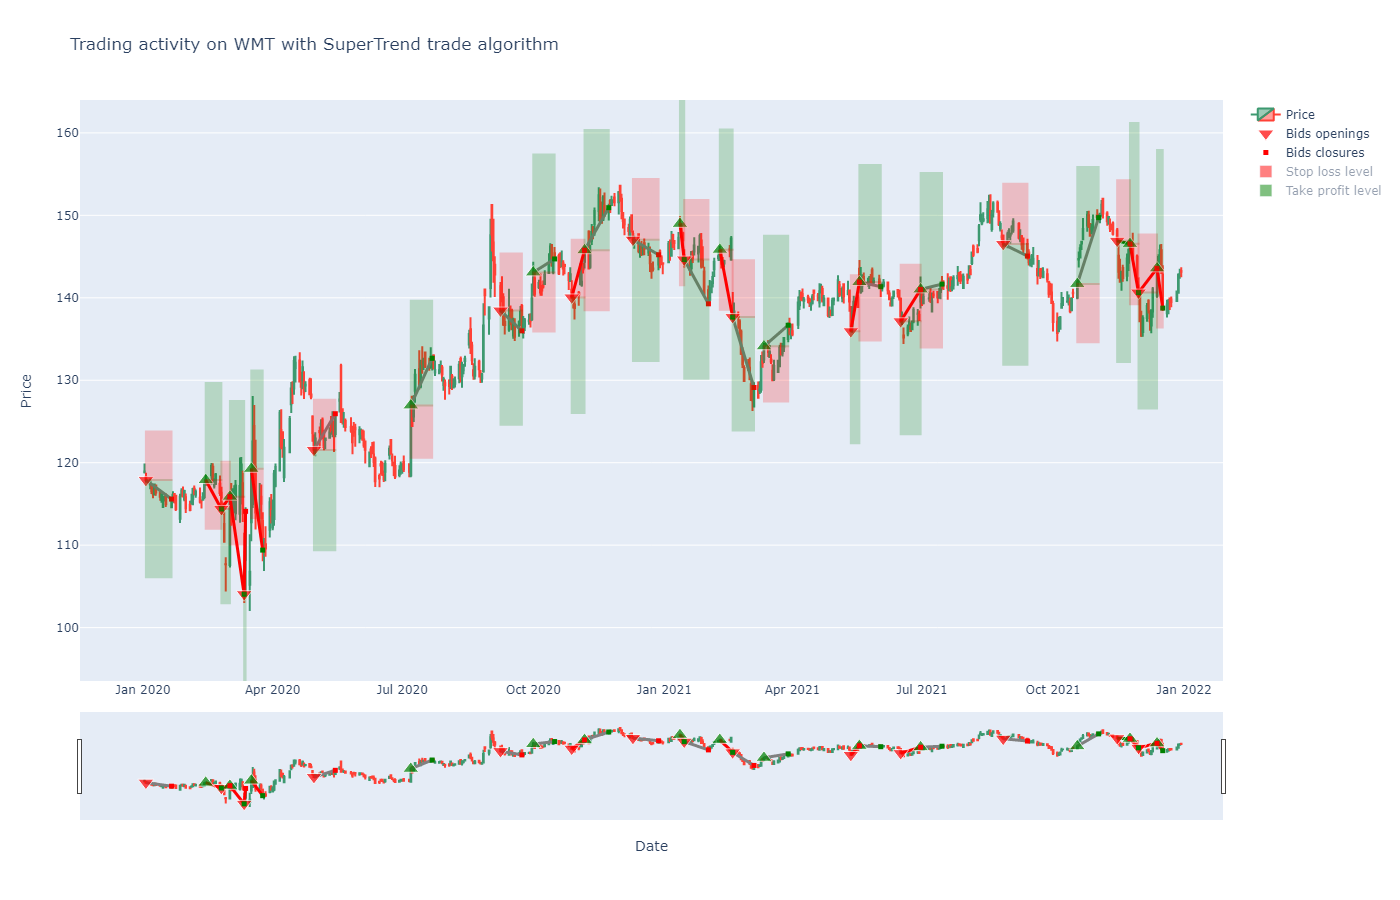 Trading activity on WMT with SuperTrend trade algorithm
Price
Bids openings
Bids closures
Stop loss level
Take profit level
160
150
140
130
120
110
100
Price
Jan 2020
Apr 2020
Jul 2020
Oct 2020
Jan 2021
Apr 2021
Jul 2021
Oct 2021
Jan 2022
Date